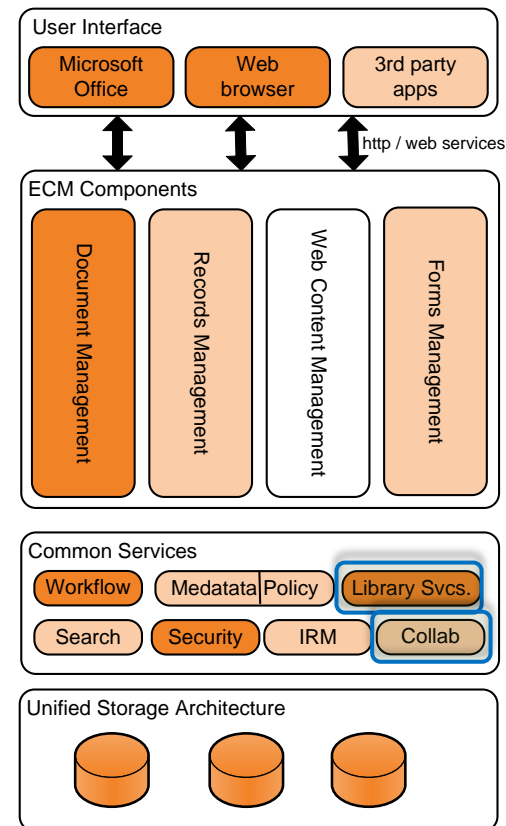 User Interface
Microsoft
Office
Web
browser
3rd party
apps
http / web services
ECM Components
Document Management
Records Management
Web Content Management
Forms Management
Common Services
Workflow
Medatata Policy
Library Svcs.
Search
Security
IRM
Collab
Unified Storage Architecture